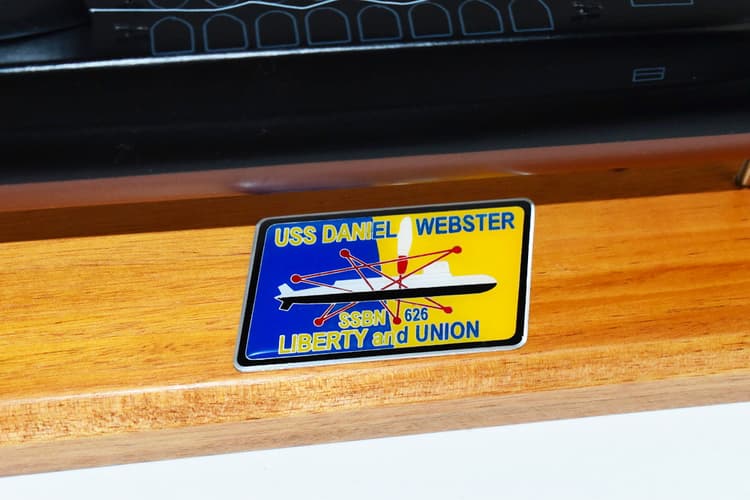 USS DANIEL WEBSTER
SSBN 626
LIBERTY and UNION